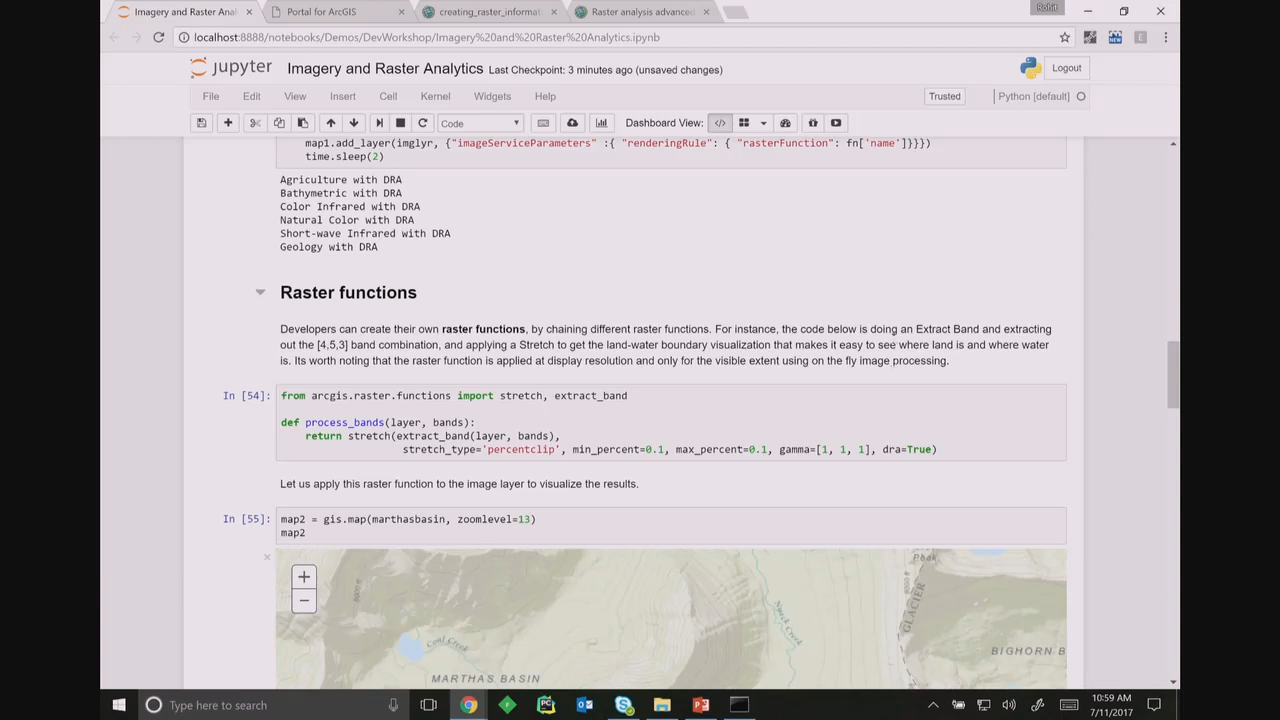 Imagery and Raster Anal
Portal for ArcGIS
creating_raster_informat
Raster analysis advanced
Rohit
localhost:8888/notebooks/Demos/DevWorkshop/Imagery%20and%20Raster%20Analytics.ipynb
jupyter Imagery and Raster Analytics Last Checkpoint: 3 minutes ago (unsaved changes)
Logout
File Edit View Insert Cell Kernel Widgets Help
Trusted
Python [default]
Code
Dashboard View:
map1.add_layer(imglyr, {"imageServiceParameters" :{ "renderingRule": { "rasterFunction": fn['name']}}})
time.sleep(2)
Agriculture with DRA
Bathymetric with DRA
Color Infrared with DRA
Natural Color with DRA
Short-wave Infrared with DRA
Geology with DRA
Raster functions
Developers can create their own raster functions, by chaining different raster functions. For instance, the code below is doing an Extract Band and extracting
out the [4,5,3] band combination, and applying a Stretch to get the land-water boundary visualization that makes it easy to see where land is and where water
is. Its worth noting that the raster function is applied at display resolution and only for the visible extent using on the fly image processing.
In [54]: from arcgis.raster.functions import stretch, extract_band
def process_bands(layer, bands):
return stretch(extract_band(layer, bands),
stretch_type='percentclip', min_percent=0.1, max_percent=0.1, gamma=[1, 1, 1], dra=True)
Let us apply this raster function to the image layer to visualize the results.
In [55]: map2 = gis.map(marthasbasin, zoomlevel=13)
map2
+
−
Peak
8000 ft
GLACIER
Coal Creek
Nyack Creek
BIGHORN B
MARTHAS BASIN
Type here to search
10:59 AM
7/11/2017